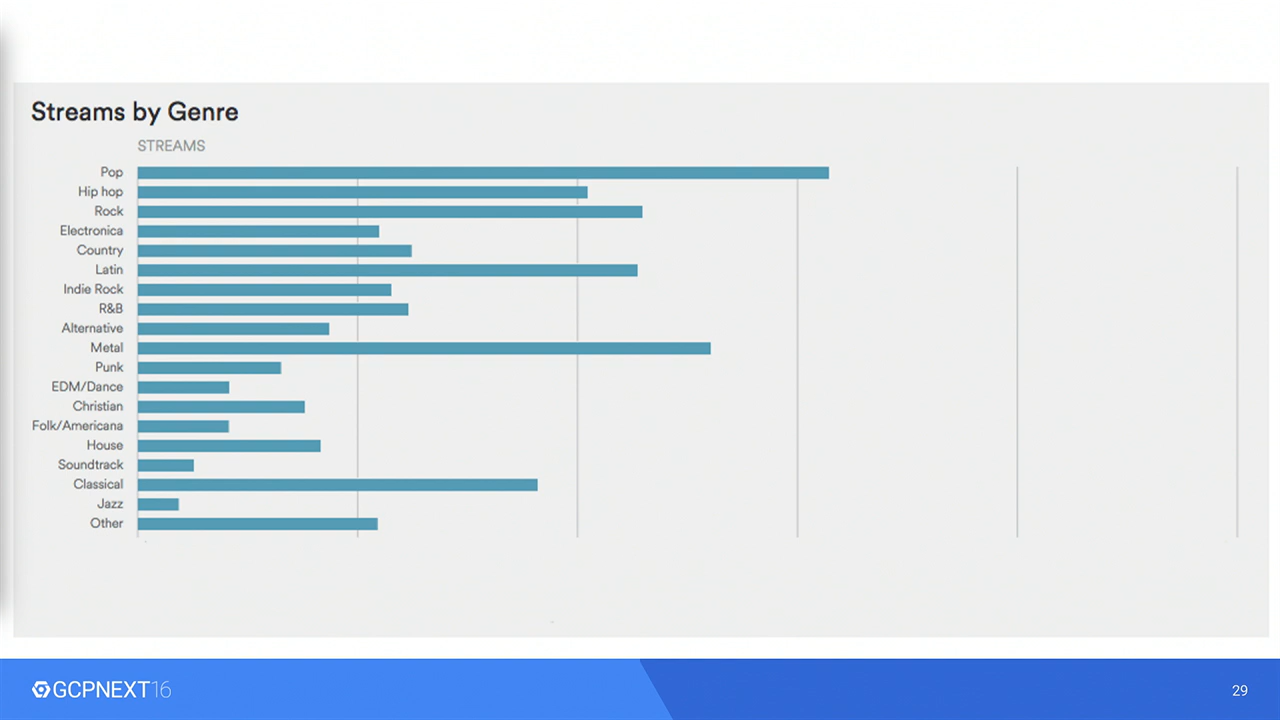 Streams by Genre
STREAMS
Pop
Hip hop
Rock
Electronica
Country
Latin
Indie Rock
R&B
Alternative
Metal
Punk
EDM/Dance
Christian
Folk/Americana
House
Soundtrack
Classical
Jazz
Other
GCPNEXT16
29